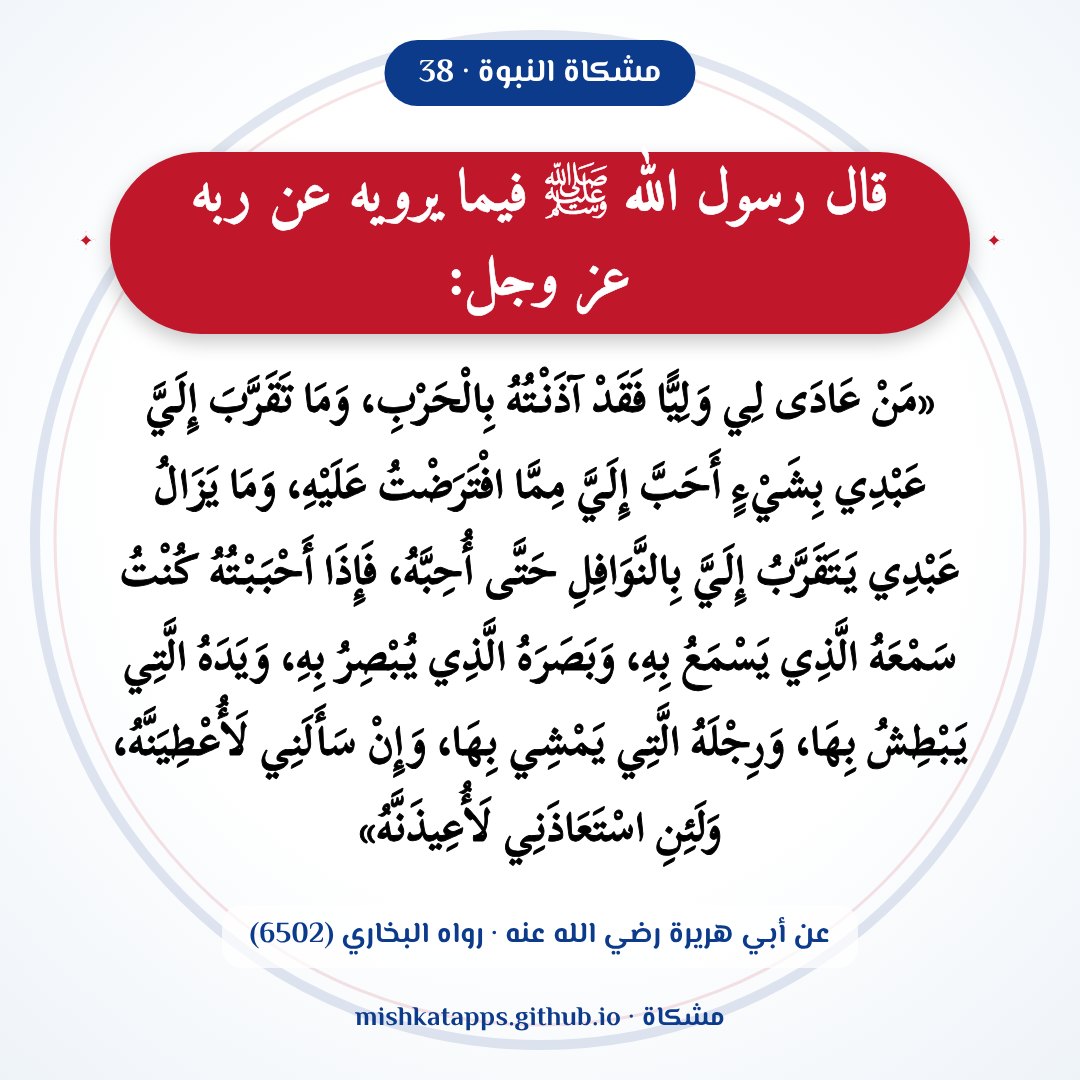 مشكاة النبوة · 38
قال رسول الله ﷺ فيما يرويه عن ربه
عز وجل:
«مَنْ عَادَى لِي وَلِيًّا فَقَدْ آذَنْتُهُ بِالْحَرْبِ، وَمَا تَقَرَّبَ إِلَيَّ
عَبْدِي بِشَيْءٍ أَحَبَّ إِلَيَّ مِمَّا افْتَرَضْتُ عَلَيْهِ، وَمَا يَزَالُ
عَبْدِي يَتَقَرَّبُ إِلَيَّ بِالنَّوَافِلِ حَتَّى أُحِبَّهُ، فَإِذَا أَحْبَبْتُهُ كُنْتُ
سَمْعَهُ الَّذِي يَسْمَعُ بِهِ، وَبَصَرَهُ الَّذِي يُبْصِرُ بِهِ، وَيَدَهُ الَّتِي
يَبْطِشُ بِهَا، وَرِجْلَهُ الَّتِي يَمْشِي بِهَا، وَإِنْ سَأَلَنِي لَأُعْطِيَنَّهُ،
وَلَئِنِ اسْتَعَاذَنِي لَأُعِيذَنَّهُ»
عن أبي هريرة رضي الله عنه · رواه البخاري (6502)
مشكاة · mishkatapps.github.io